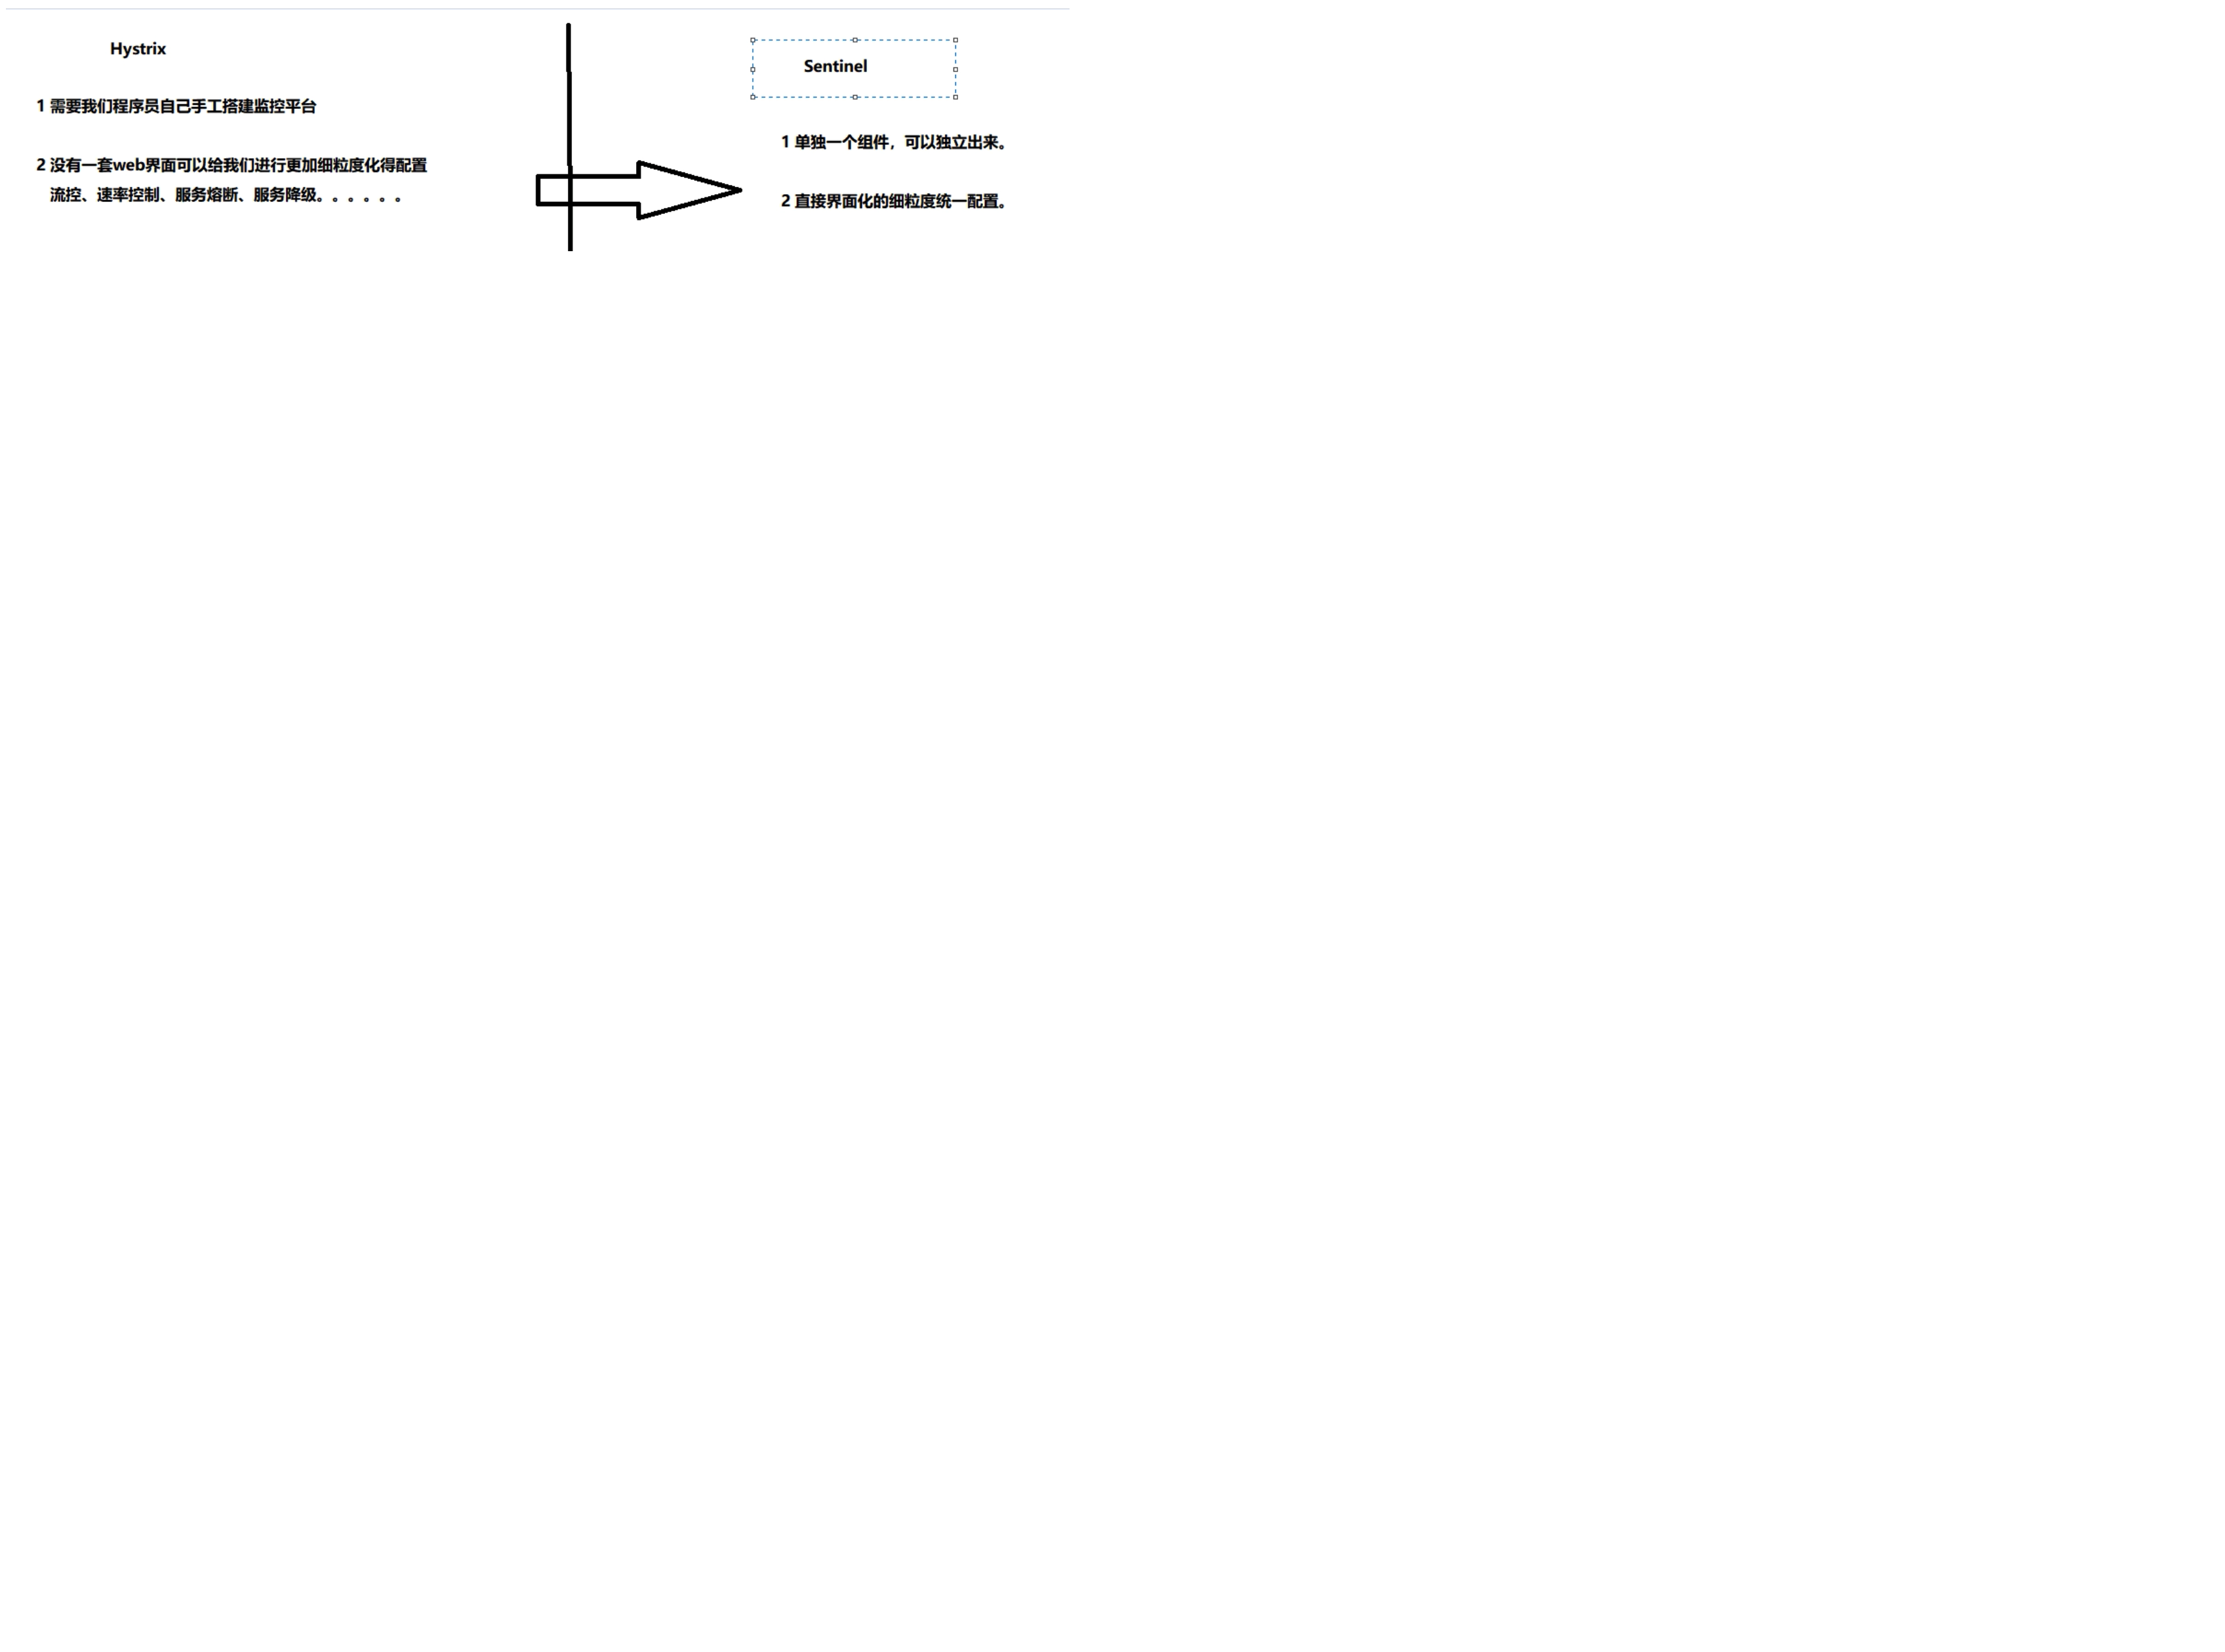 Hystrix
1 需要我们程序员自己手工搭建监控平台
2 没有一套web界面可以给我们进行更加细粒度化得配置
流控、速率控制、服务熔断、服务降级。。。。。。
Sentinel
1 单独一个组件，可以独立出来。
2 直接界面化的细粒度统一配置。